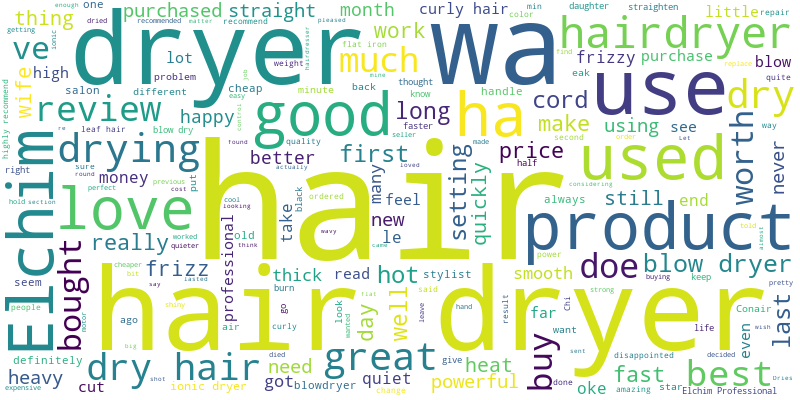 hair
hair dryer
dryer
wa
use
product
used
love
good
ha
Elchim
great
best
hairdryer
dry
review
drying
dry hair
bought
buy
doe
blow dryer
worth
last
much
frizz
hot
well
day
fast
powerful
setting
quickly
professional
really
money
happy
better
first
price
cord
make
long
work
using
still
new
many
feel
thick
need
heat
quiet
got
heavy
cut
wife
ve
thing
purchased
straight
month
curly hair
little
frizzy
purchase
blow
never
even
smooth
stylist
read
take
le
old
end
far
see
always
want
life
Conair
Chi
oke
star
amazing
Elchim Professional
disappointed
decided
definitely
ionic dryer
blowdryer
ago
air
curly
burn
go
look
high
salon
problem
different
cheap
lot
minute
back
flat iron
handle
know
faster
thought
weight
quality
blow dry
leaf hair
easy
highly recommend
recommended
recommend
getting
dried
one
color
min
daughter
straighten
pleased
matter
enough
ionic
hairdresser
mine
find
eak
quite
replace
repair
seller
made
second
order
Let
way
half
actually
loved
found
control
job
right
sure
round
perfect
previous
cost
put
hold
section
re
worked
quieter
cool
looking
black
ordered
wavy
think
came
considering
told
almost
power
keep
buying
pretty
strong
wish
Dries
sent
done
result
hand
said
leave
give
change
died
wanted
flat
lasted
shiny
say
bit
cheaper
big
motor
people
seem
expensive
shot